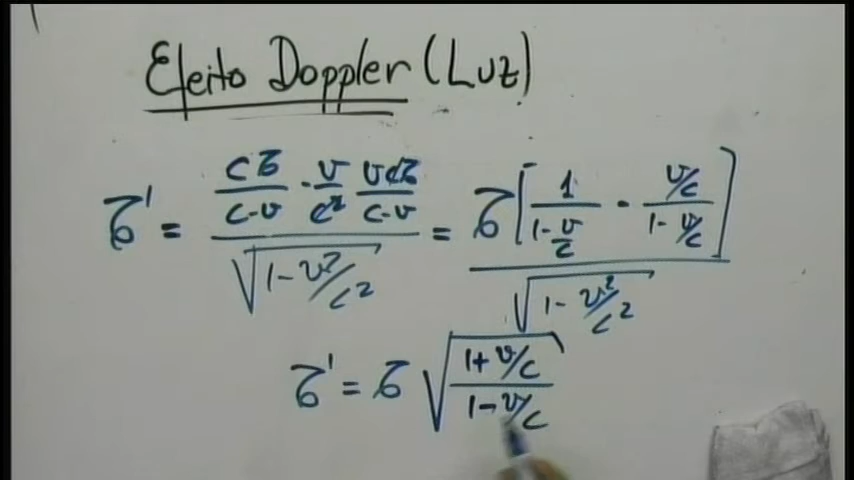 Efeito Doppler (Luz)
τ' = (cτ/(c-v) - v/c² vcτ/(c-v)) / √(1-v²/c²) = τ[1/(1-v/c) - (v/c)/(1-v/c)] / √(1-v²/c²)
τ' = τ √((1+v/c)/(1-v/c))